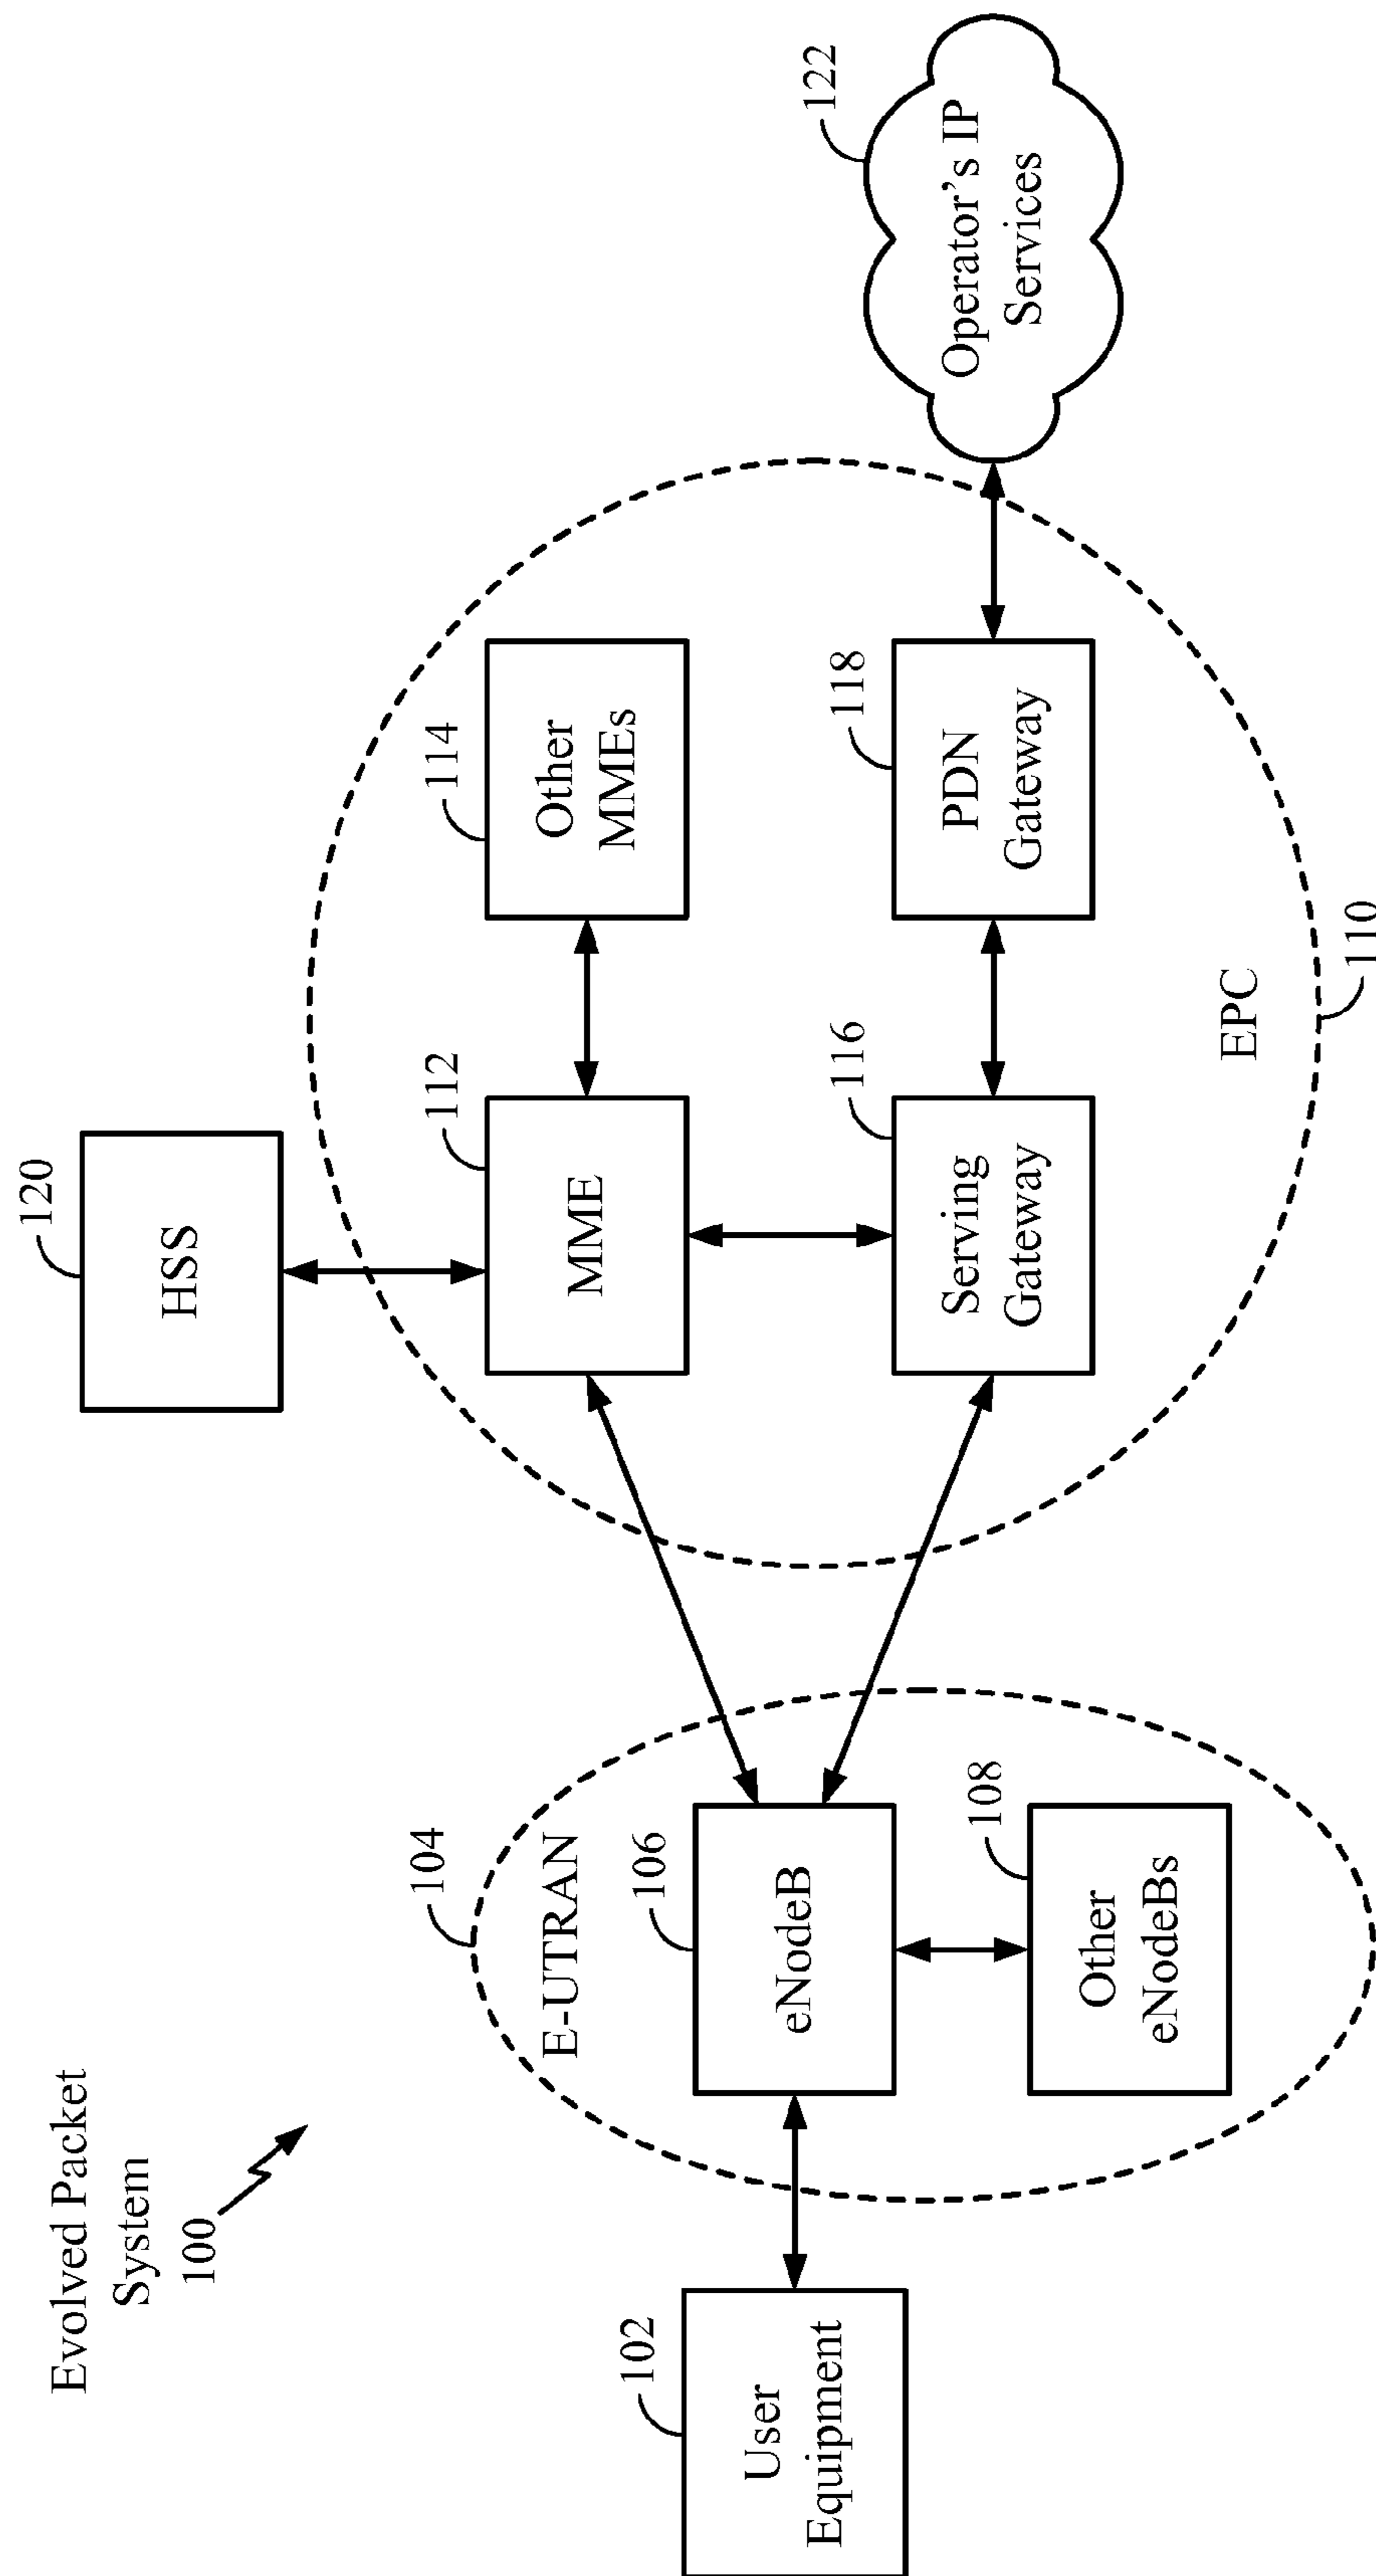 Evolved Packet
System
100
102
User
Equipment
104
E-UTRAN
106
eNodeB
108
Other
eNodeBs
120
HSS
112
MME
114
Other
MMEs
116
Serving
Gateway
118
PDN
Gateway
EPC
110
122
Operator’s IP
Services